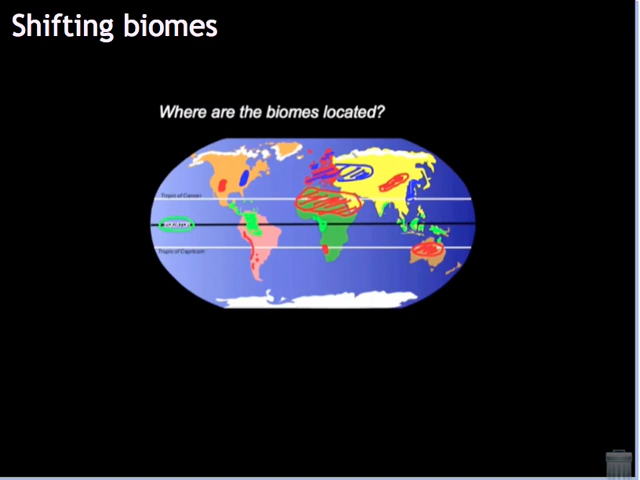 Shifting biomes
Where are the biomes located?
Tropic of Cancer
Tropic of Capricorn